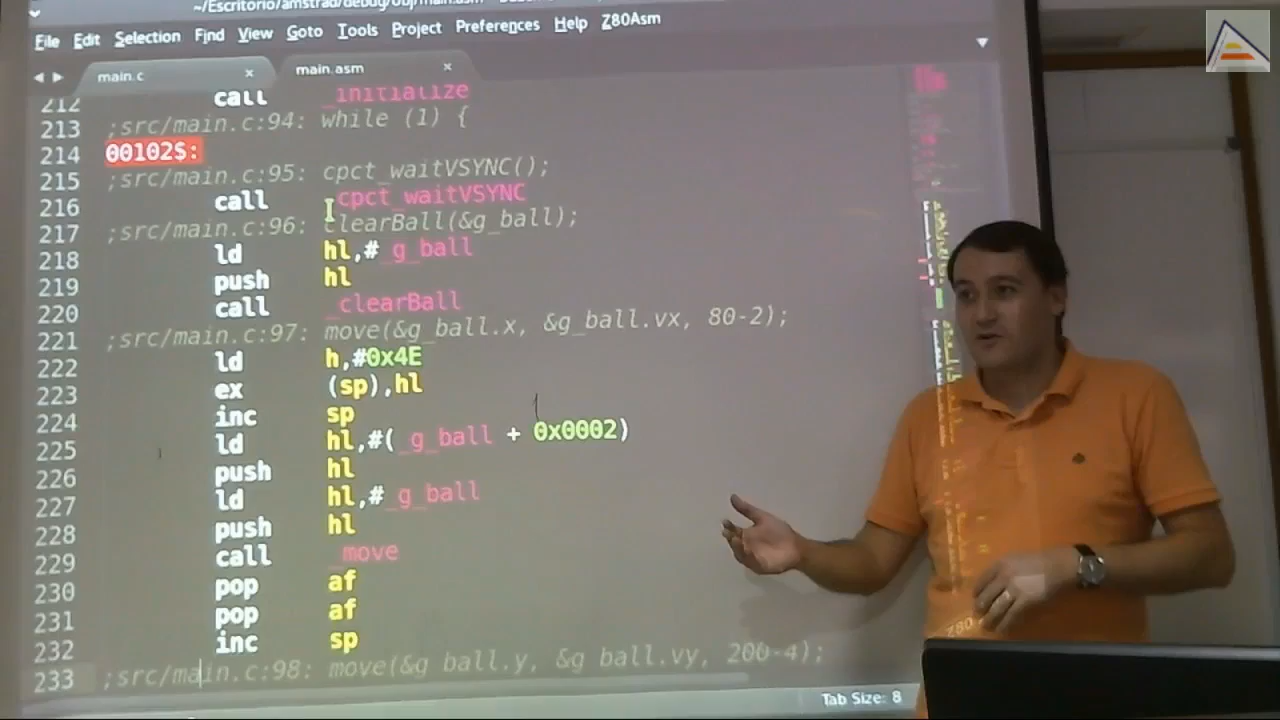 ~/Escritorio/amstrad/debug/obj/main.asm
File Edit Selection Find View Goto Tools Project Preferences Help Z80Asm
main.c × main.asm ×
212 call _initialize
213 ;src/main.c:94: while (1) {
214 00102$:
215 ;src/main.c:95: cpct_waitVSYNC();
216 call _cpct_waitVSYNC
217 ;src/main.c:96: clearBall(&g_ball);
218 ld hl,#_g_ball
219 push hl
220 call _clearBall
221 ;src/main.c:97: move(&g_ball.x, &g_ball.vx, 80-2);
222 ld h,#0x4E
223 ex (sp),hl
224 inc sp
225 ld hl,#(_g_ball + 0x0002)
226 push hl
227 ld hl,#_g_ball
228 push hl
229 call _move
230 pop af
231 pop af
232 inc sp
233 ;src/main.c:98: move(&g_ball.y, &g_ball.vy, 200-4);
Tab Size: 8
Z80